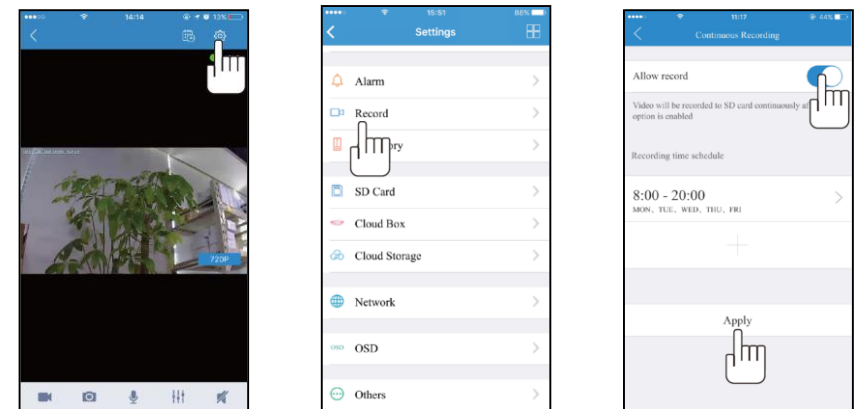 14:14
13%
720P
15:51
86%
Settings
Alarm
Record
SD Card
Cloud Box
Cloud Storage
Network
OSD OSD
Others
11:17
44%
Continuous Recording
Allow record
Video will be recorded to SD card continuously
option is enabled
Recording time schedule
8:00 - 20:00
MON, TUE, WED, THU, FRI
Apply